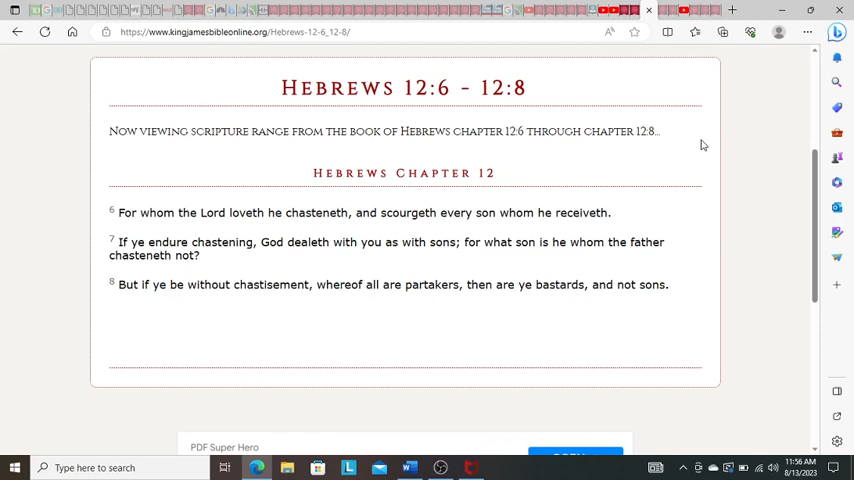 https://www.kingjamesbibleonline.org/Hebrews-12-6_12-8/
Hebrews 12:6 - 12:8
Now viewing scripture range from the book of Hebrews chapter 12:6 through chapter 12:8...
Hebrews Chapter 12
6 For whom the Lord loveth he chasteneth, and scourgeth every son whom he receiveth.
7 If ye endure chastening, God dealeth with you as with sons; for what son is he whom the father
chasteneth not?
8 But if ye be without chastisement, whereof all are partakers, then are ye bastards, and not sons.
PDF Super Hero
Type here to search
11:56 AM
8/13/2023